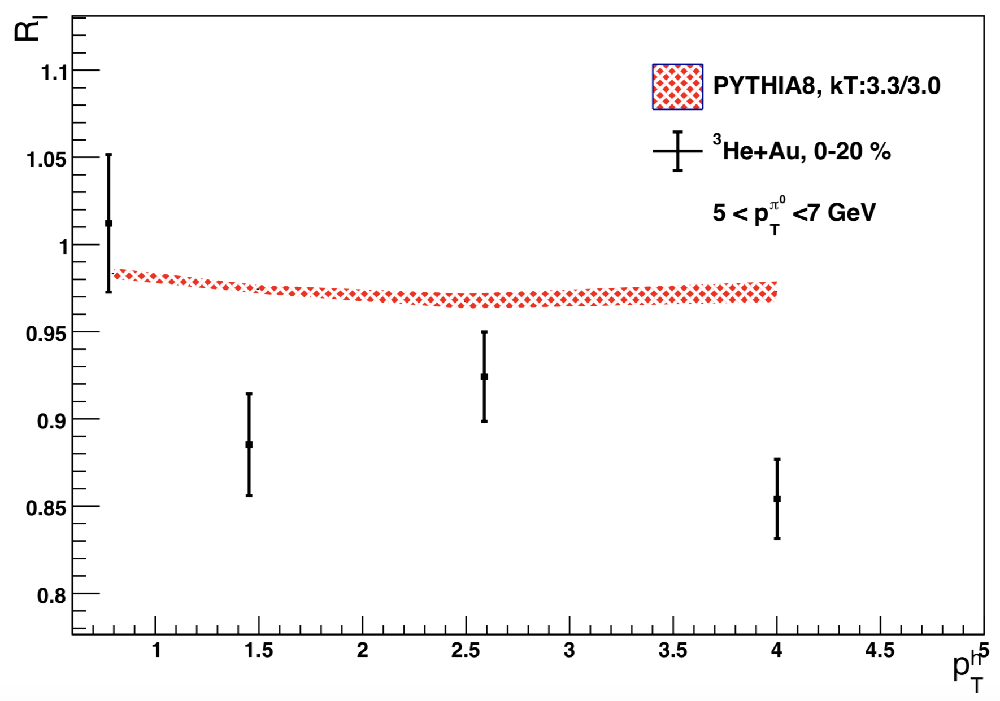 R_I
1.1
1.05
1
0.95
0.9
0.85
0.8
PYTHIA8, kT:3.3/3.0
³He+Au, 0-20 %
5 < p_T^{π⁰} <7 GeV
1 1.5 2 2.5 3 3.5 4 4.5 5
p_T^h